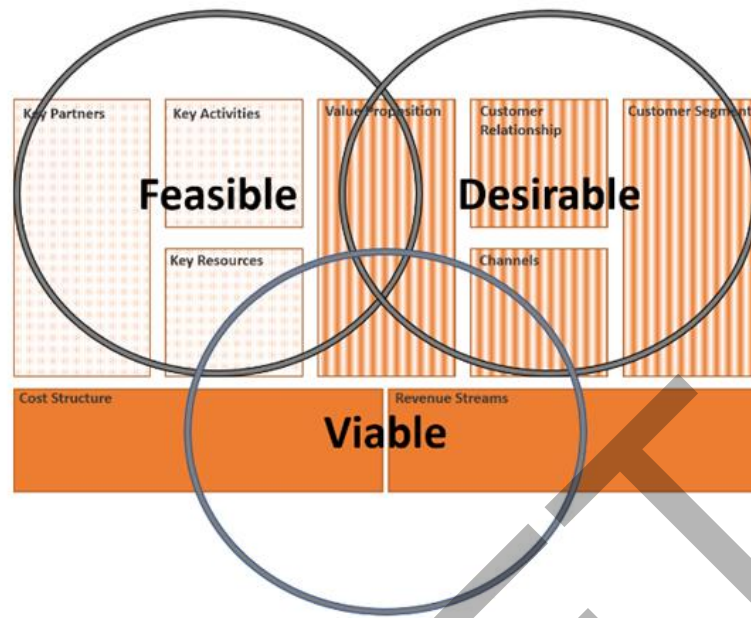 Key Partners
Key Activities
Value Proposition
Customer
Relationship
Customer Segment
Feasible
Desirable
Key Resources
Channels
Cost Structure
Revenue Streams
Viable